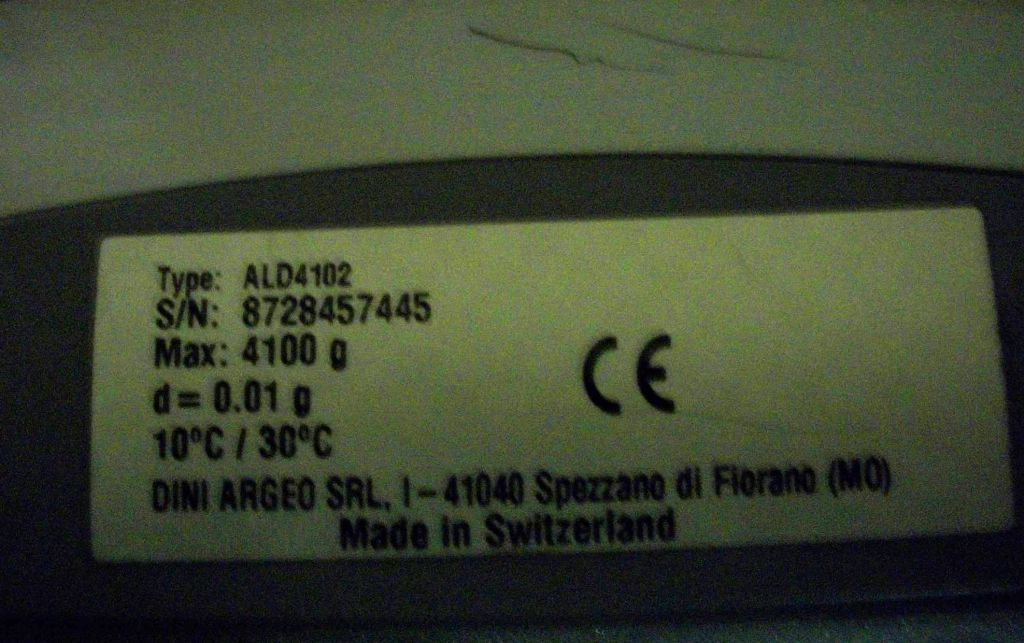 Type: ALD4102
S/N: 8728457445
Max: 4100 g
d = 0.01 g
CE
10°C / 30°C
DINI ARGEO SRL, I - 41040 Spezzano di Fiorano (MO)
Made in Switzerland